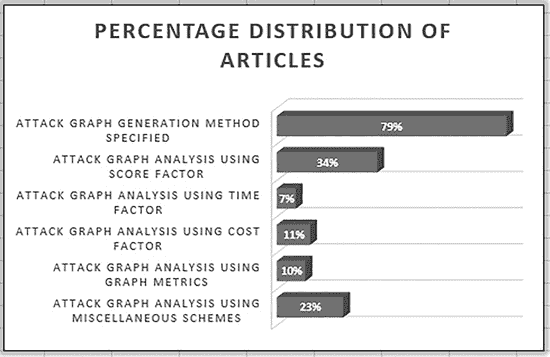 PERCENTAGE DISTRIBUTION OF
ARTICLES
ATTACK GRAPH GENERATION METHOD
SPECIFIED
79%
ATTACK GRAPH ANALYSIS USING
SCORE FACTOR
34%
ATTACK GRAPH ANALYSIS USING TIME
FACTOR
7%
ATTACK GRAPH ANALYSIS USING COST
FACTOR
11%
ATTACK GRAPH ANALYSIS USING
GRAPH METRICS
10%
ATTACK GRAPH ANALYSIS USING
MISCELLANEOUS SCHEMES
23%